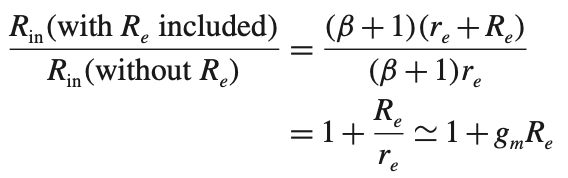 R_in (with R_e included) / R_in (without R_e) = (β + 1)(r_e + R_e) / (β + 1)r_e
= 1 + R_e / r_e ≃ 1 + g_m R_e